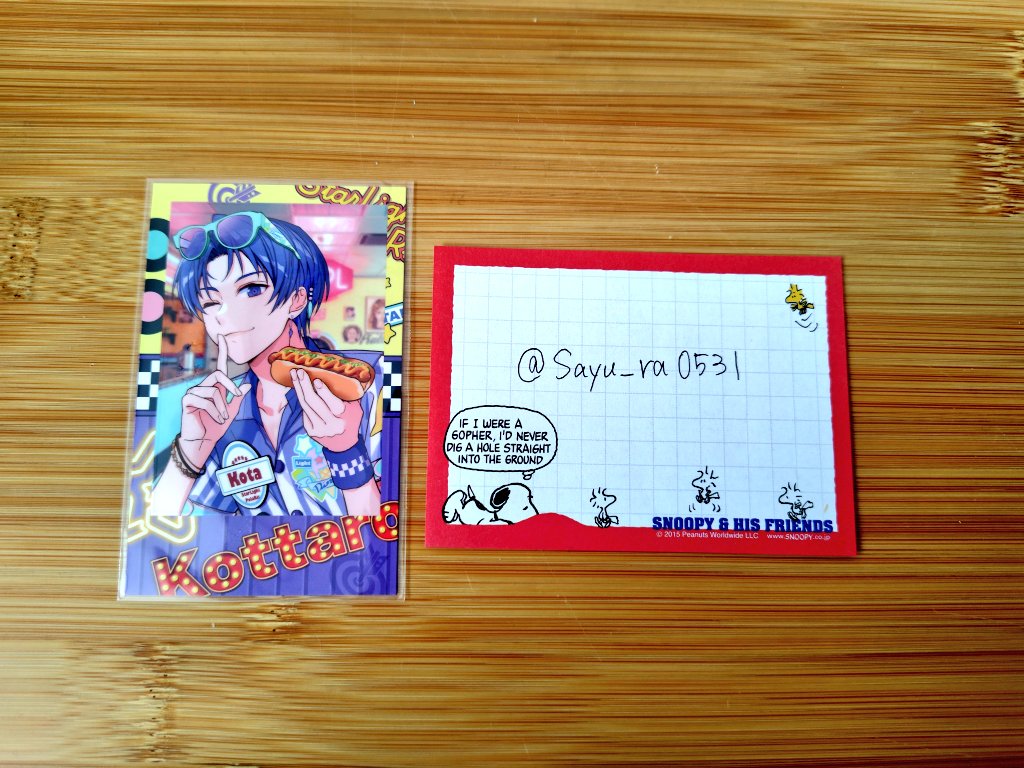 Kota
Kottaro
@Sayu_ra0531
IF I WERE A
GOPHER, I'D NEVER
DIG A HOLE STRAIGHT
INTO THE GROUND
SNOOPY & HIS FRIENDS
© 2015 Peanuts Worldwide LLC www.SNOOPY.co.jp